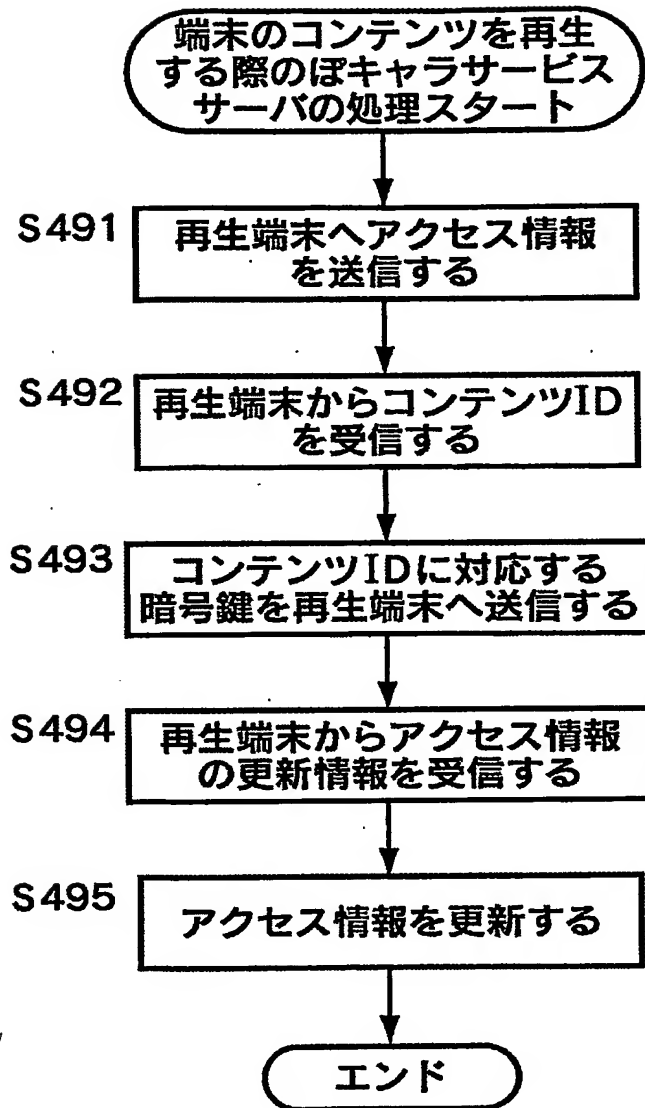 端末のコンテンツを再生
する際のぽキャラサービス
サーバの処理スタート
S491
再生端末へアクセス情報
を送信する
S492
再生端末からコンテンツID
を受信する
S493
コンテンツIDに対応する
暗号鍵を再生端末へ送信する
S494
再生端末からアクセス情報
の更新情報を受信する
S495
アクセス情報を更新する
エンド